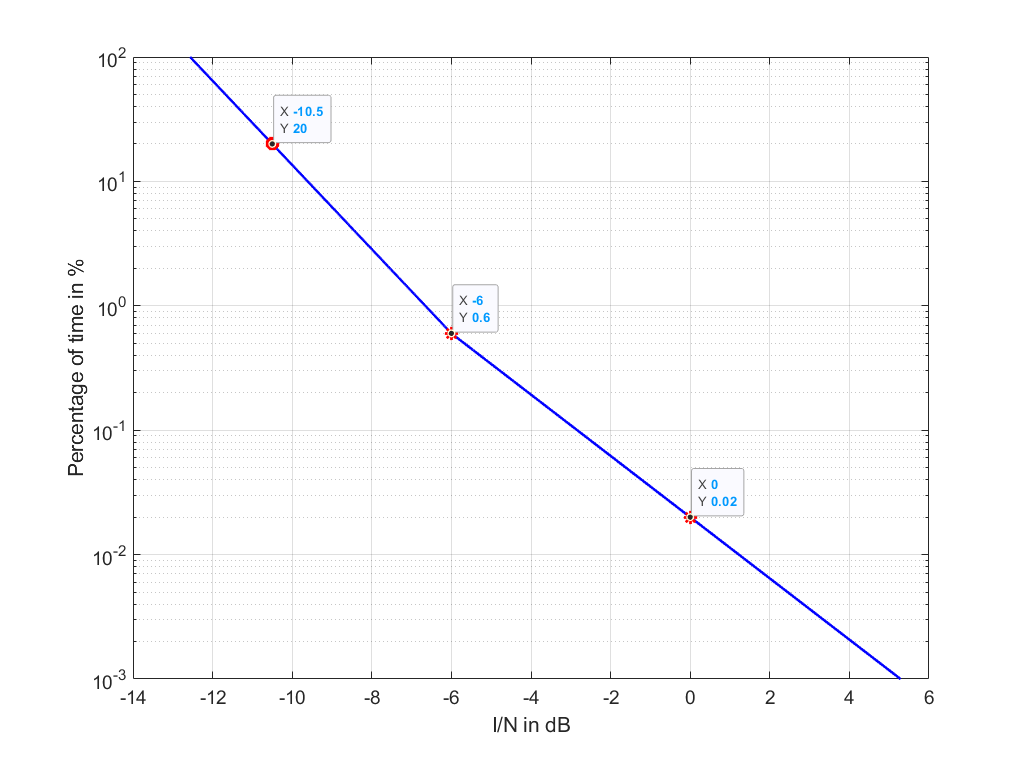 10^2
10^1
10^0
10^-1
10^-2
10^-3
Percentage of time in %
X -10.5
Y 20
X -6
Y 0.6
X 0
Y 0.02
-14 -12 -10 -8 -6 -4 -2 0 2 4 6
I/N in dB